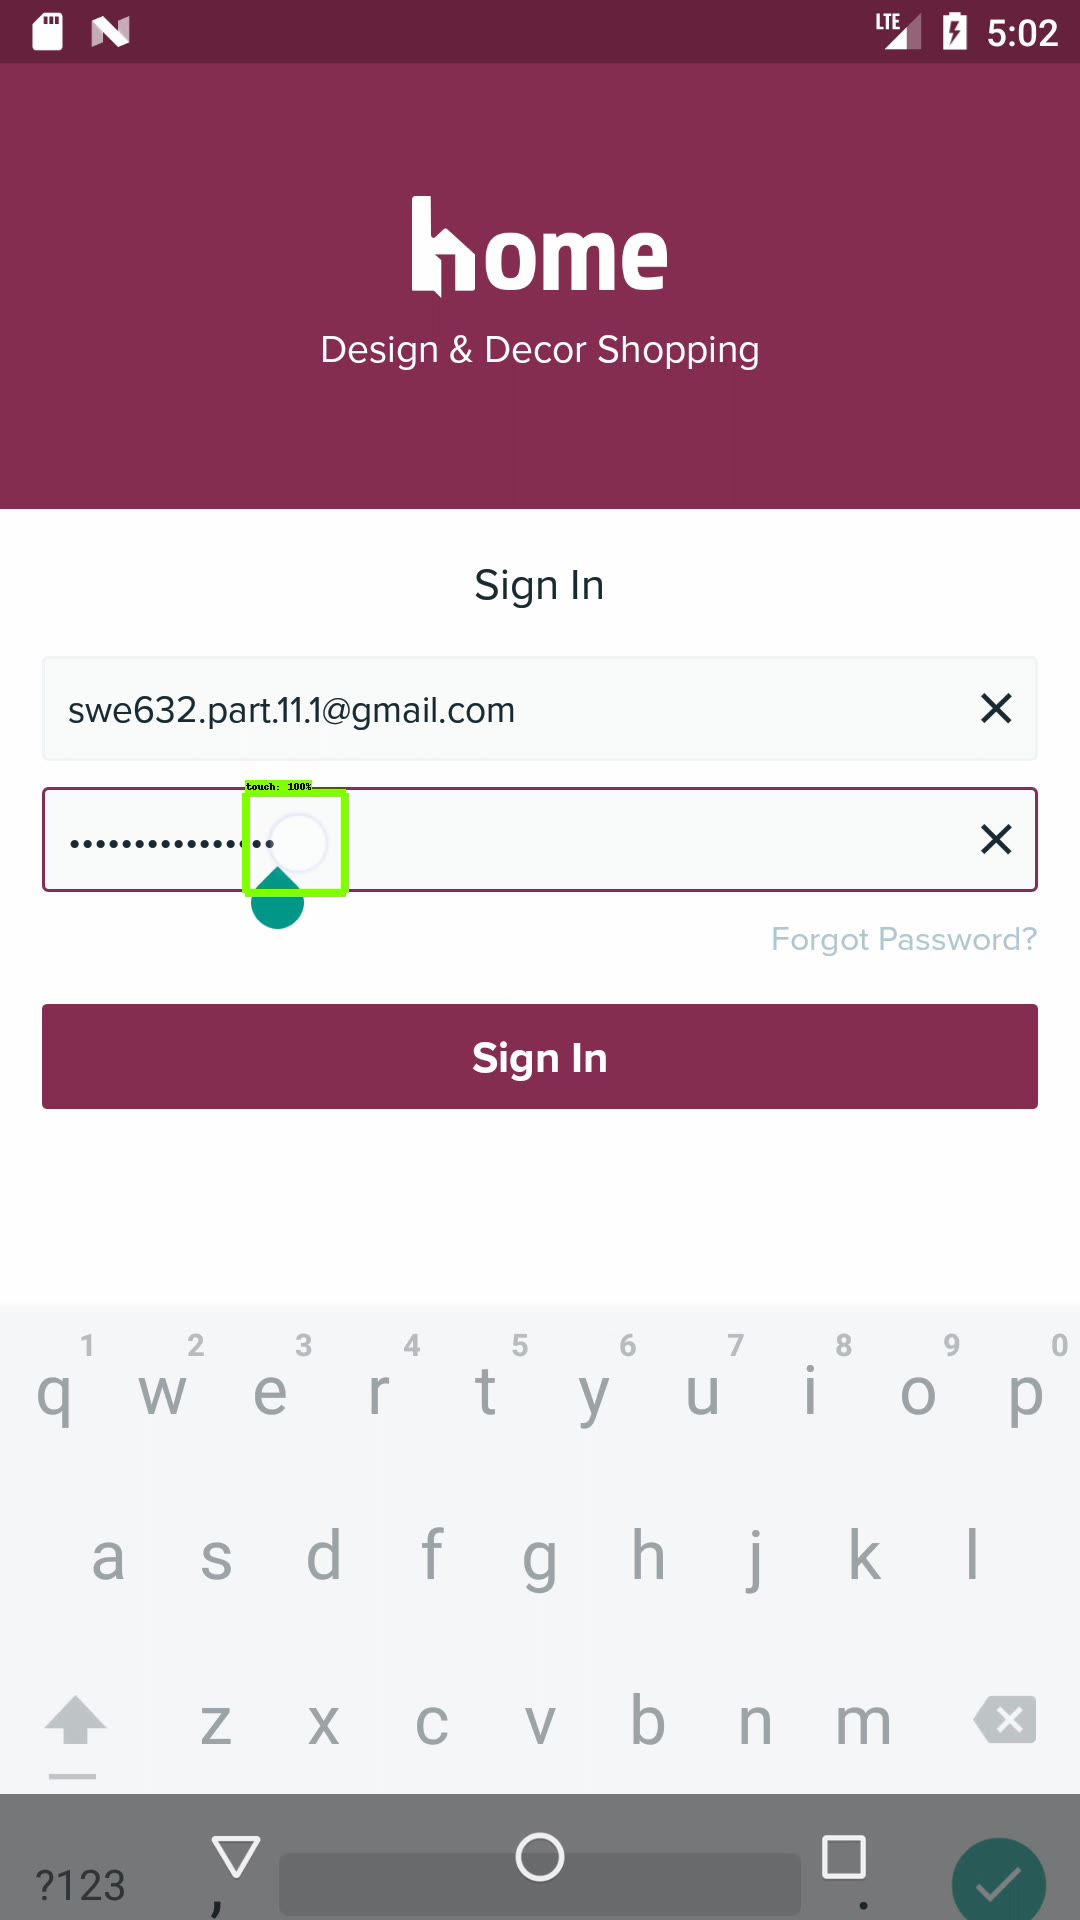 LTE 5:02
home
Design & Decor Shopping
Sign In
swe632.part.11.1@gmail.com
touch: 100%
••••••••••••••••
Forgot Password?
Sign In
1 2 3 4 5 6 7 8 9 0
q w e r t y u i o p
a s d f g h j k l
z x c v b n m
?123 , .